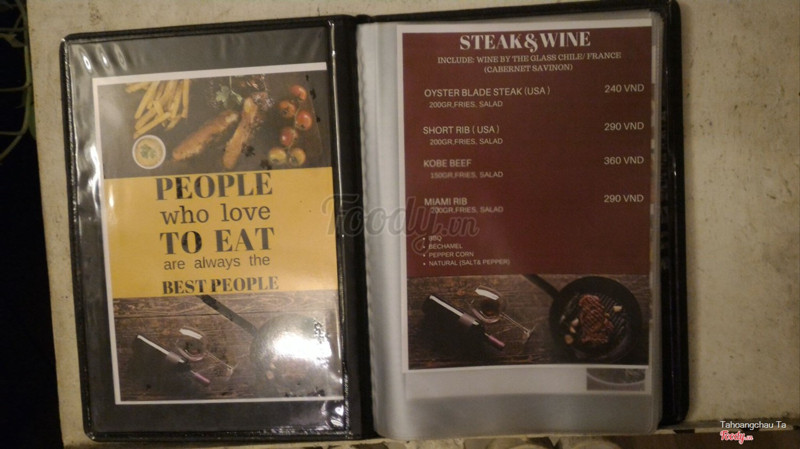 PEOPLE
who love
TO EAT
are always the
BEST PEOPLE
STEAK&WINE
INCLUDE: WINE BY THE GLASS CHILE/ FRANCE
(CABERNET SAVINON)
OYSTER BLADE STEAK (USA) 240 VND
200GR,FRIES, SALAD
SHORT RIB ( USA ) 290 VND
200GR,FRIES, SALAD
KOBE BEEF 360 VND
150GR,FRIES, SALAD
MIAMI RIB 290 VND
200GR,FRIES, SALAD
• BBQ
• BECHAMEL
• PEPPER CORN
• NATURAL (SALT& PEPPER)
Foody.vn
Tahoangchau Ta
Foody.vn